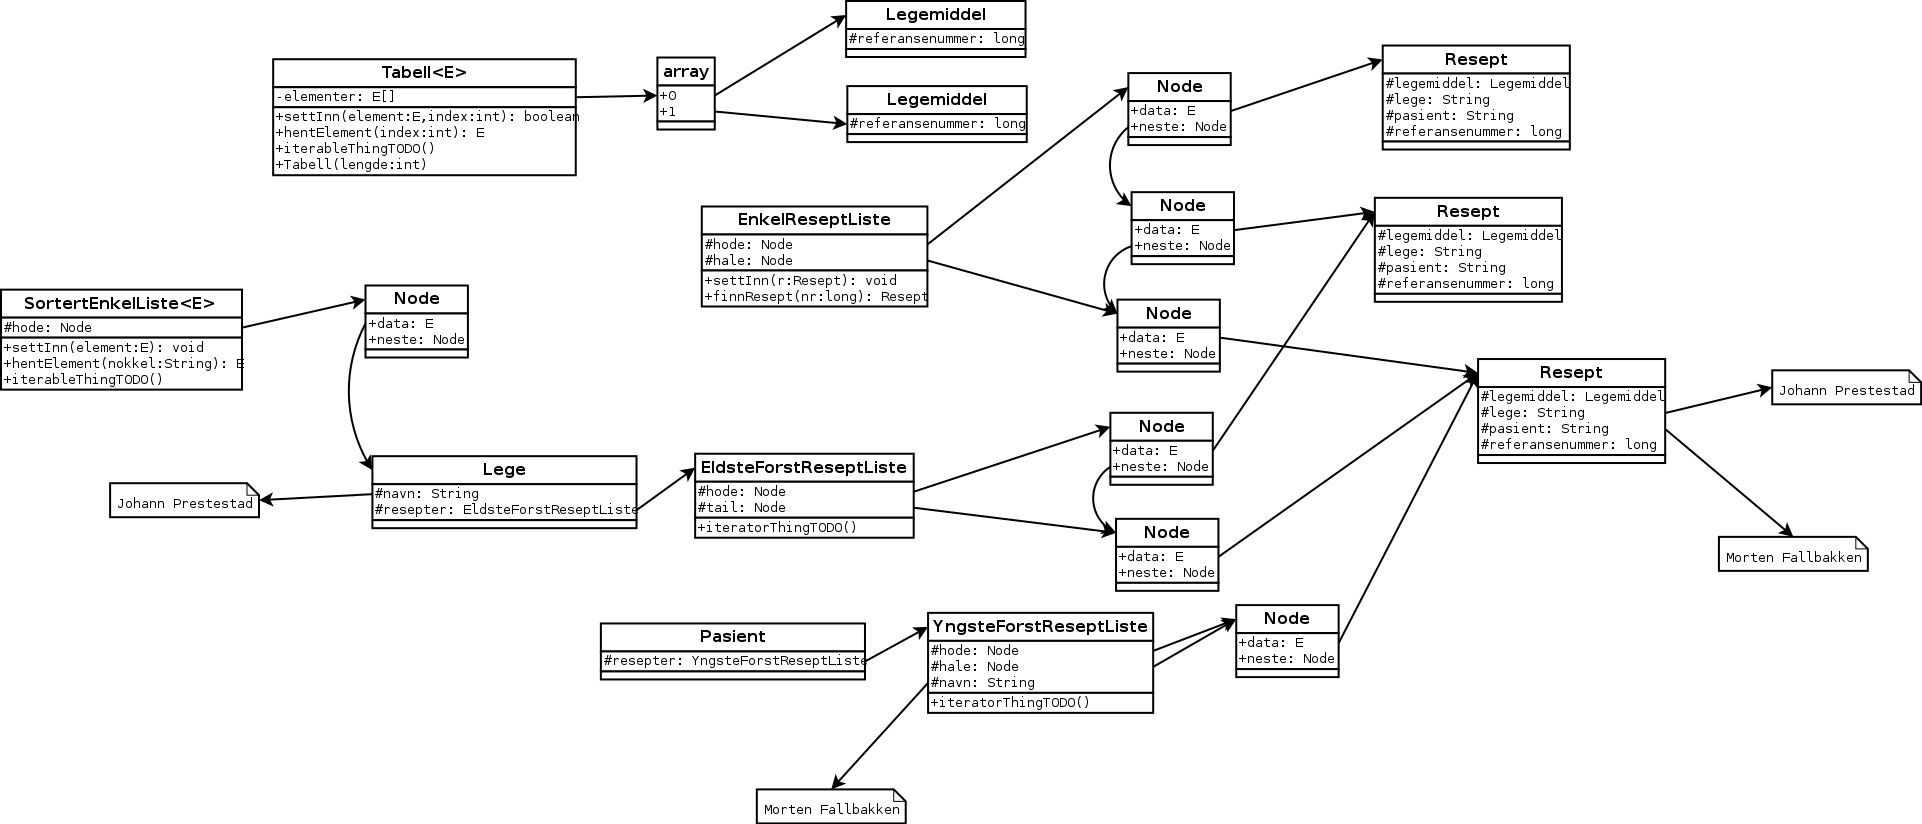 Legemiddel
#referansenummer: long
Tabell<E>
-elementer: E[]
+settInn(element:E,index:int): boolean
+hentElement(index:int): E
+iterableThingTODO()
+Tabell(lengde:int)
array
+0
+1
Legemiddel
#referansenummer: long
Node
+data: E
+neste: Node
Resept
#legemiddel: Legemiddel
#lege: String
#pasient: String
#referansenummer: long
EnkelReseptListe
#hode: Node
#hale: Node
+settInn(r:Resept): void
+finnResept(nr:long): Resept
Node
+data: E
+neste: Node
Resept
#legemiddel: Legemiddel
#lege: String
#pasient: String
#referansenummer: long
SortertEnkelListe<E>
#hode: Node
+settInn(element:E): void
+hentElement(nokkel:String): E
+iterableThingTODO()
Node
+data: E
+neste: Node
Node
+data: E
+neste: Node
Resept
#legemiddel: Legemiddel
#lege: String
#pasient: String
#referansenummer: long
Johann Prestestad
Johann Prestestad
Lege
#navn: String
#resepter: EldsteForstReseptListe
EldsteForstReseptListe
#hode: Node
#tail: Node
+iteratorThingTODO()
Node
+data: E
+neste: Node
Node
+data: E
+neste: Node
Morten Fallbakken
Pasient
#resepter: YngsteForstReseptListe
YngsteForstReseptListe
#hode: Node
#hale: Node
#navn: String
+iteratorThingTODO()
Node
+data: E
+neste: Node
Morten Fallbakken